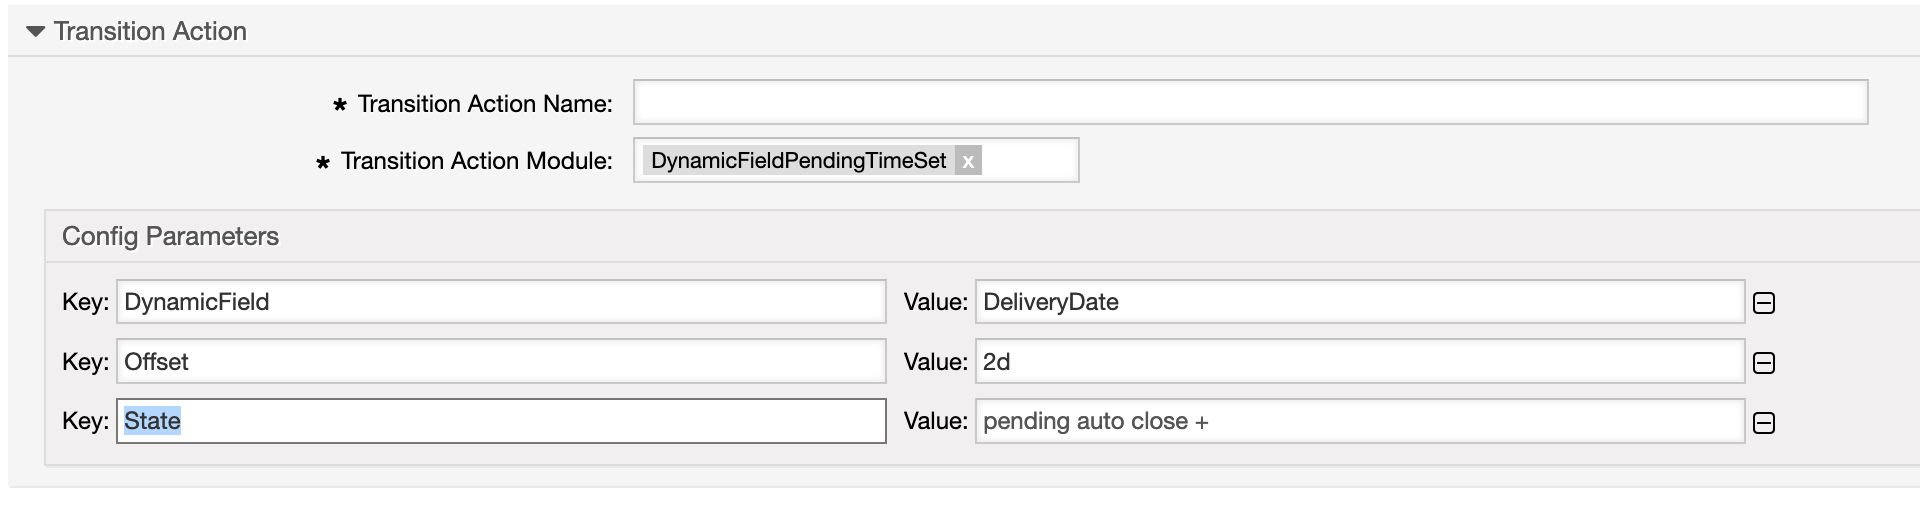 Transition Action
* Transition Action Name:
* Transition Action Module: DynamicFieldPendingTimeSet x
Config Parameters
Key: DynamicField Value: DeliveryDate
Key: Offset Value: 2d
Key: State Value: pending auto close +